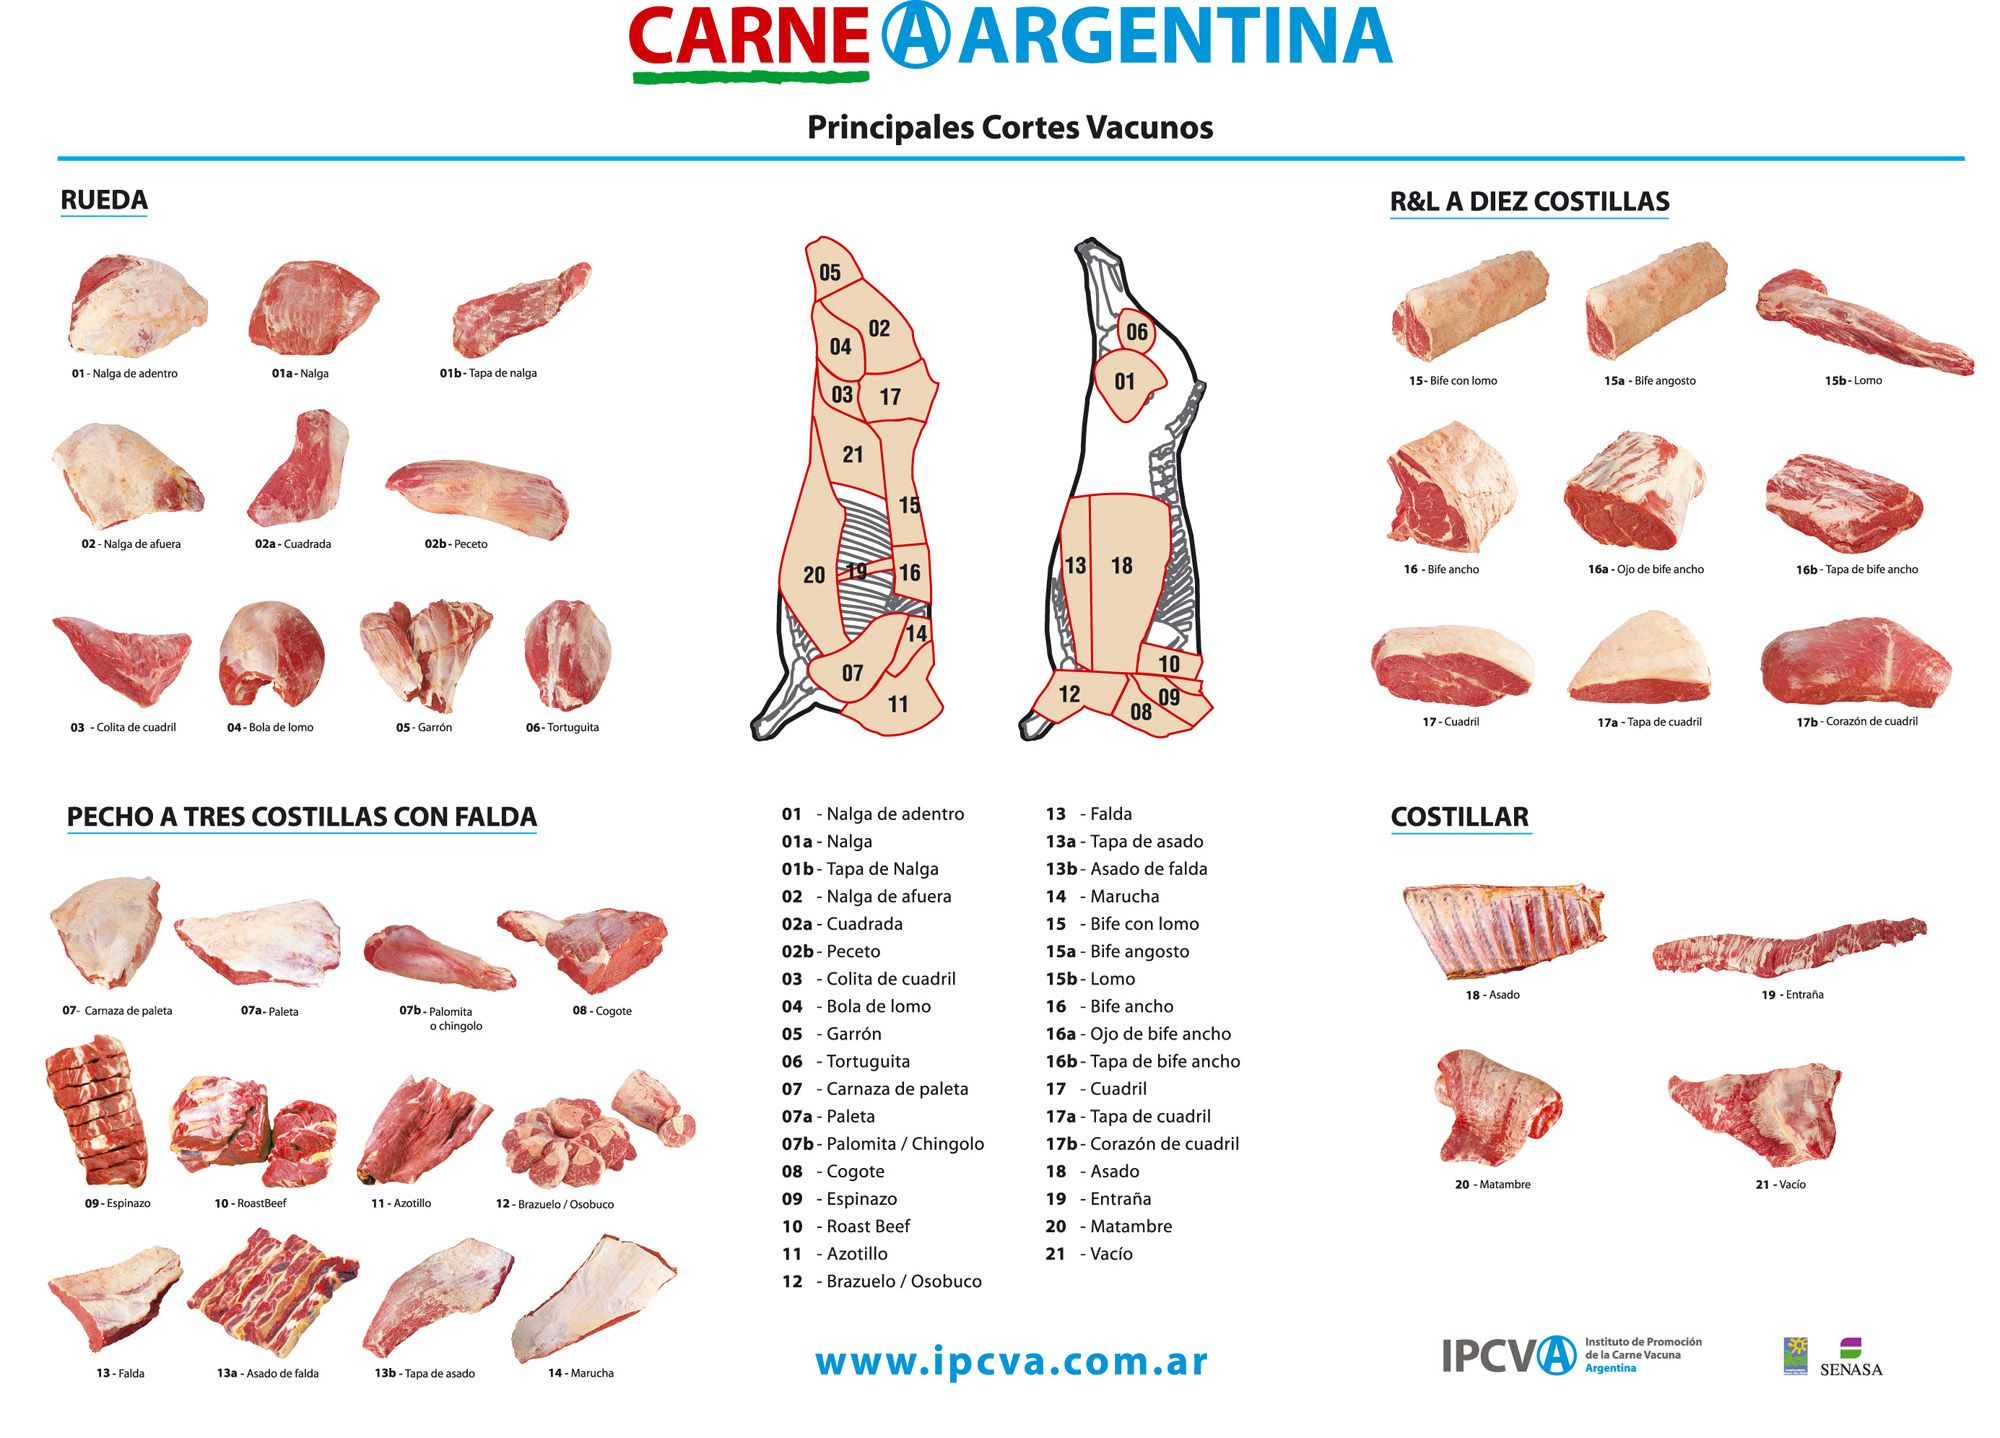 CARNE A ARGENTINA
Principales Cortes Vacunos
RUEDA
01 - Nalga de adentro
01a - Nalga
01b - Tapa de nalga
02 - Nalga de afuera
02a - Cuadrada
02b - Peceto
03 - Colita de cuadril
04 - Bola de lomo
05 - Garrón
06 - Tortuguita
05
02
04
03
17
21
15
20
19
16
14
07
11
06
01
13
18
10
12
09
08
R&L A DIEZ COSTILLAS
15 - Bife con lomo
15a - Bife angosto
15b - Lomo
16 - Bife ancho
16a - Ojo de bife ancho
16b - Tapa de bife ancho
17 - Cuadril
17a - Tapa de cuadril
17b - Corazón de cuadril
PECHO A TRES COSTILLAS CON FALDA
07- Carnaza de paleta
07a- Paleta
07b - Palomita
o chingolo
08 - Cogote
09 - Espinazo
10 - RoastBeef
11 - Azotillo
12 - Brazuelo / Osobuco
13 - Falda
13a - Asado de falda
13b - Tapa de asado
14 - Marucha
01 - Nalga de adentro
01a - Nalga
01b - Tapa de Nalga
02 - Nalga de afuera
02a - Cuadrada
02b - Peceto
03 - Colita de cuadril
04 - Bola de lomo
05 - Garrón
06 - Tortuguita
07 - Carnaza de paleta
07a - Paleta
07b - Palomita / Chingolo
08 - Cogote
09 - Espinazo
10 - Roast Beef
11 - Azotillo
12 - Brazuelo / Osobuco
13 - Falda
13a - Tapa de asado
13b - Asado de falda
14 - Marucha
15 - Bife con lomo
15a - Bife angosto
15b - Lomo
16 - Bife ancho
16a - Ojo de bife ancho
16b - Tapa de bife ancho
17 - Cuadril
17a - Tapa de cuadril
17b - Corazón de cuadril
18 - Asado
19 - Entraña
20 - Matambre
21 - Vacío
COSTILLAR
18 - Asado
19 - Entraña
20 - Matambre
21 - Vacío
www.ipcva.com.ar
IPCVA
Instituto de Promoción
de la Carne Vacuna
Argentina
SENASA